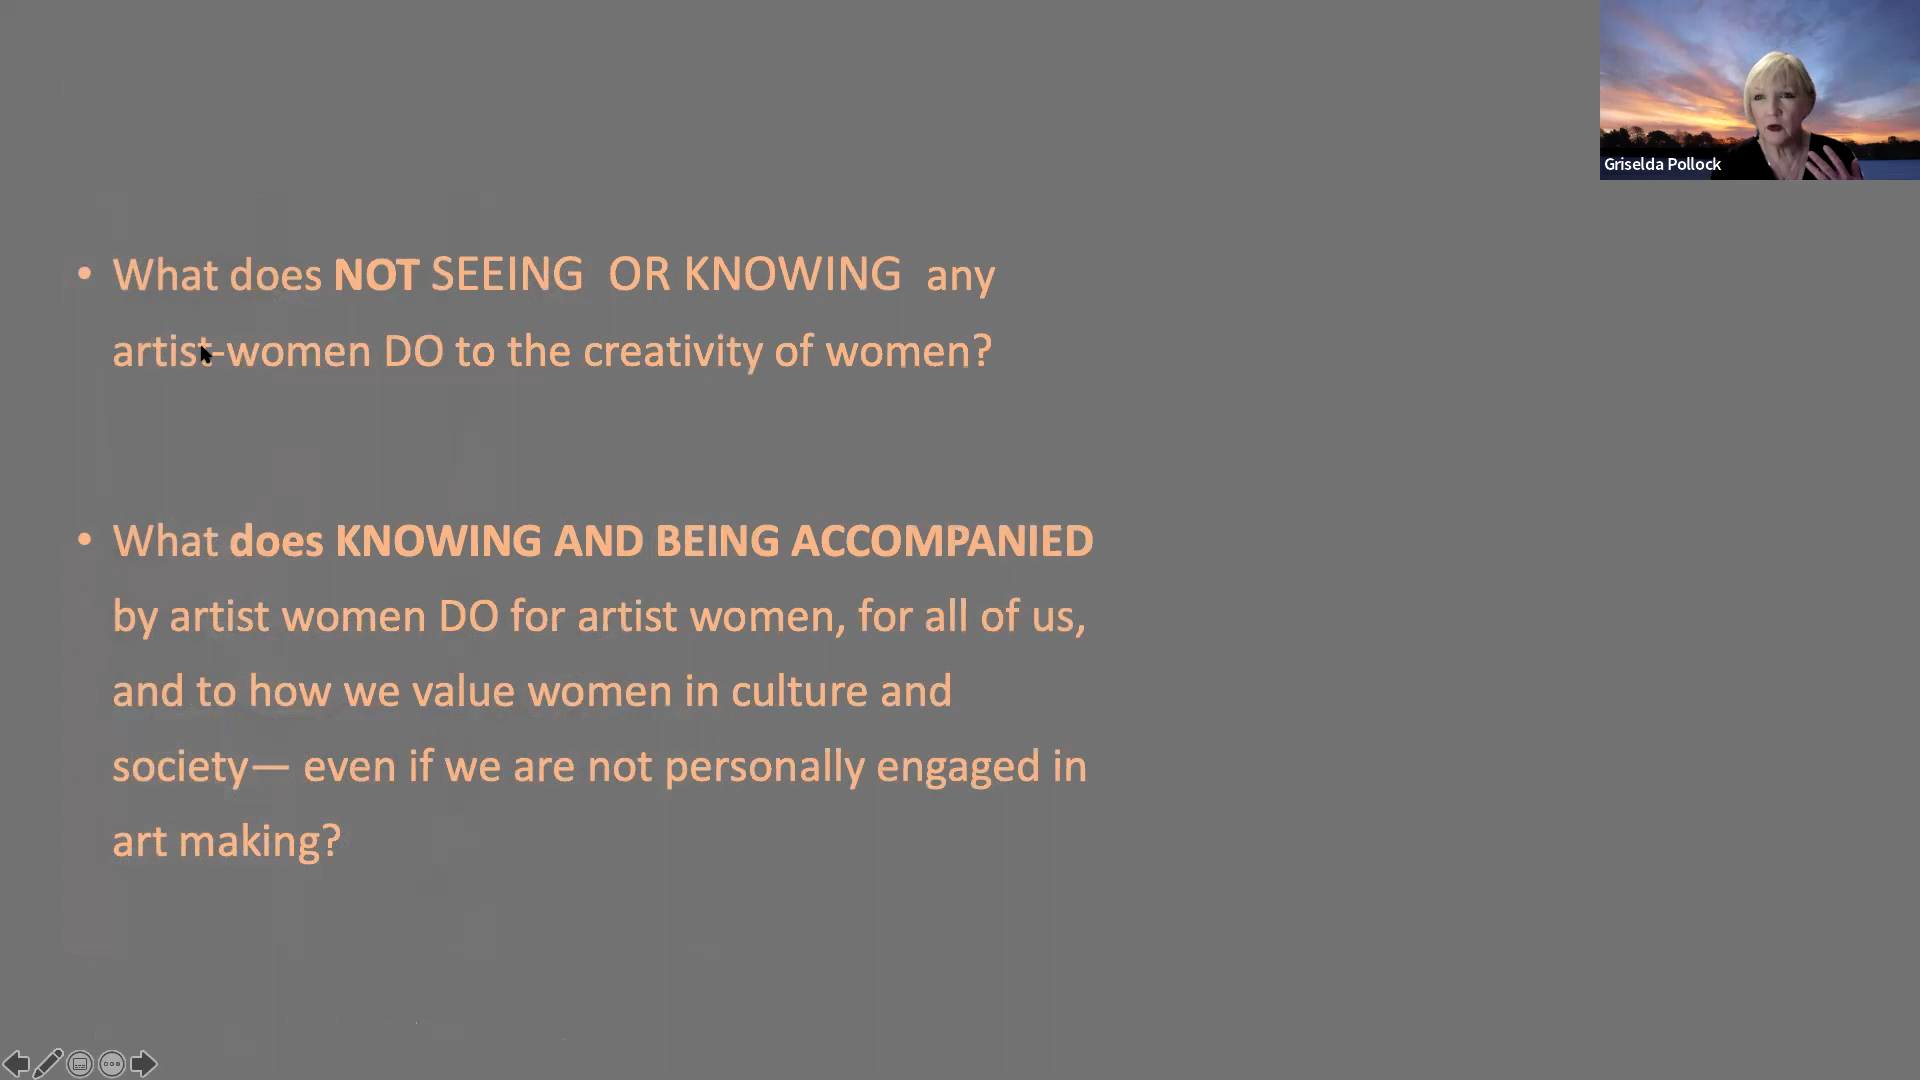 Griselda Pollock
• What does NOT SEEING OR KNOWING any
artist-women DO to the creativity of women?
• What does KNOWING AND BEING ACCOMPANIED
by artist women DO for artist women, for all of us,
and to how we value women in culture and
society— even if we are not personally engaged in
art making?